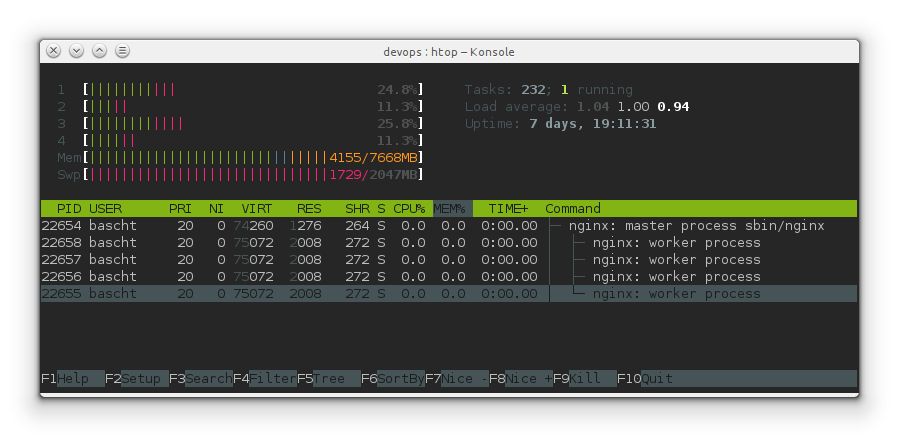 devops : htop – Konsole
1 [||||||||||| 24.8%] Tasks: 232; 1 running
2 [||||| 11.3%] Load average: 1.04 1.00 0.94
3 [|||||||||||| 25.8%] Uptime: 7 days, 19:11:31
4 [|||||| 11.3%]
Mem[||||||||||||||||||||||||||||||4155/7668MB]
Swp[||||||||||||||||||||||||||||||1729/2047MB]
PID USER PRI NI VIRT RES SHR S CPU% MEM% TIME+ Command
22654 bascht 20 0 74260 1276 264 S 0.0 0.0 0:00.00 ├─ nginx: master process sbin/nginx
22658 bascht 20 0 75072 2008 272 S 0.0 0.0 0:00.00 │ ├─ nginx: worker process
22657 bascht 20 0 75072 2008 272 S 0.0 0.0 0:00.00 │ ├─ nginx: worker process
22656 bascht 20 0 75072 2008 272 S 0.0 0.0 0:00.00 │ ├─ nginx: worker process
22655 bascht 20 0 75072 2008 272 S 0.0 0.0 0:00.00 │ └─ nginx: worker process
F1Help F2Setup F3SearchF4FilterF5Tree F6SortByF7Nice -F8Nice +F9Kill F10Quit